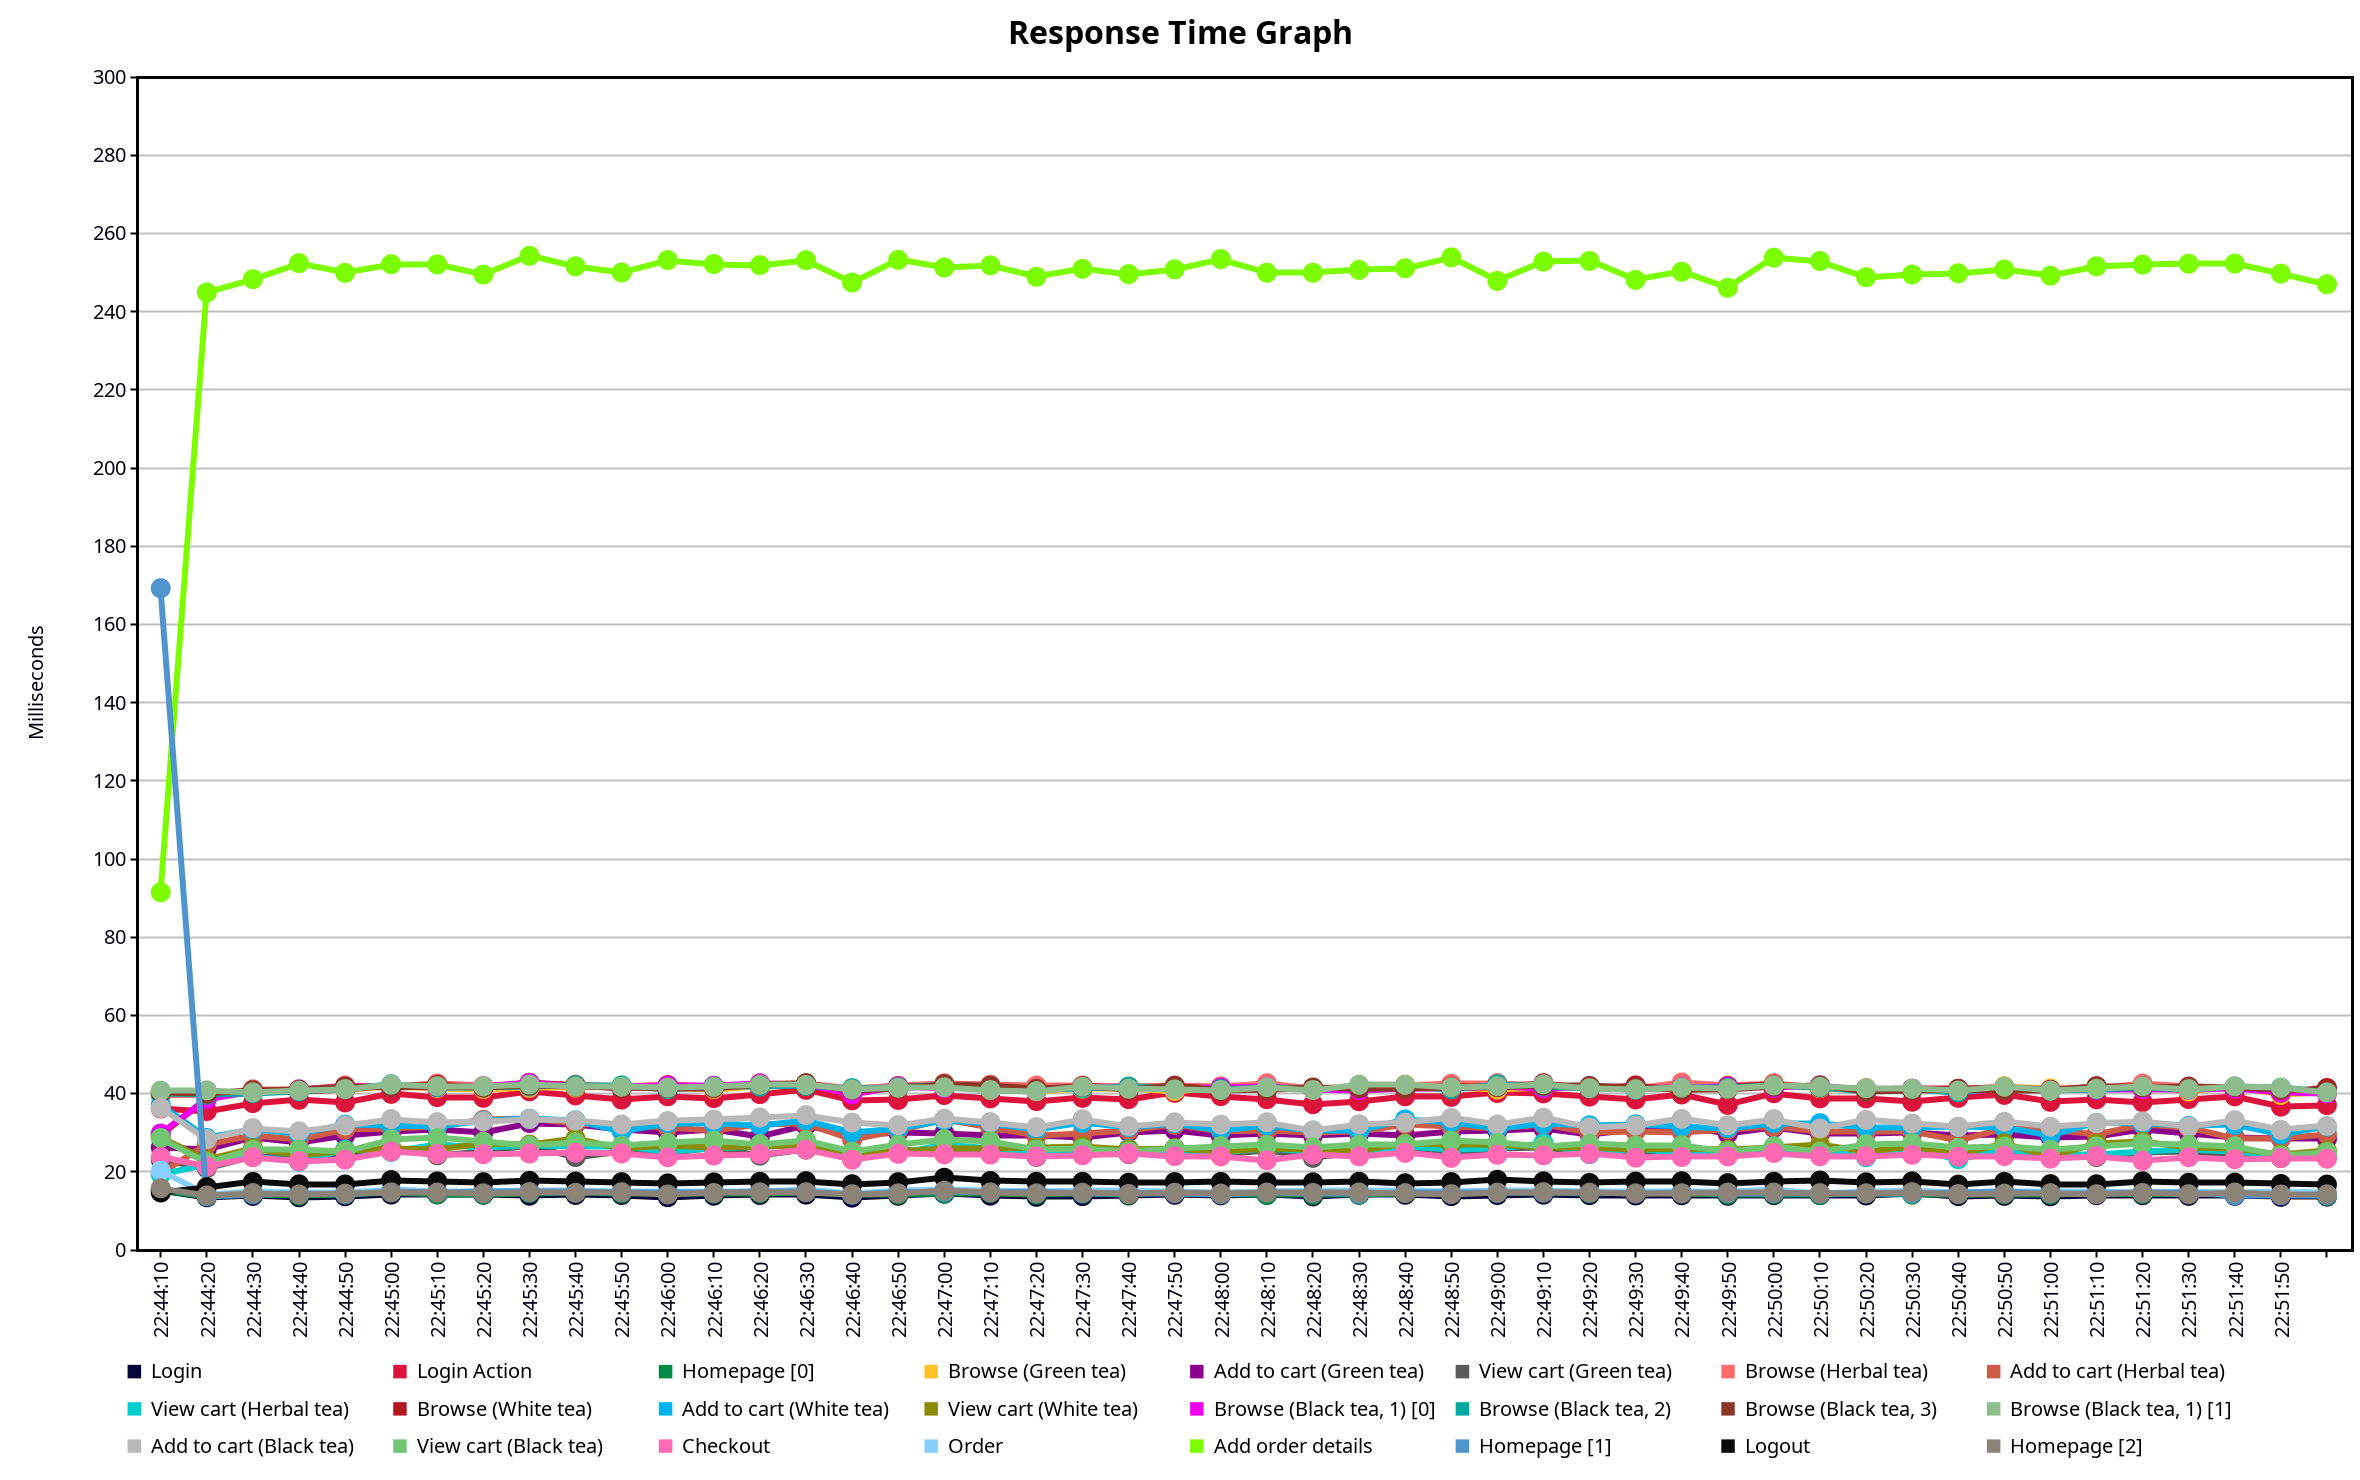 Response Time Graph
300
280
260
240
220
200
180
160
140
120
100
80
60
40
20
0
Milliseconds
22:44:10 22:44:20 22:44:30 22:44:40 22:44:50 22:45:00 22:45:10 22:45:20 22:45:30 22:45:40 22:45:50 22:46:00 22:46:10 22:46:20 22:46:30 22:46:40 22:46:50 22:47:00 22:47:10 22:47:20 22:47:30 22:47:40 22:47:50 22:48:00 22:48:10 22:48:20 22:48:30 22:48:40 22:48:50 22:49:00 22:49:10 22:49:20 22:49:30 22:49:40 22:49:50 22:50:00 22:50:10 22:50:20 22:50:30 22:50:40 22:50:50 22:51:00 22:51:10 22:51:20 22:51:30 22:51:40 22:51:50
Login Login Action Homepage [0] Browse (Green tea) Add to cart (Green tea) View cart (Green tea) Browse (Herbal tea) Add to cart (Herbal tea)
View cart (Herbal tea) Browse (White tea) Add to cart (White tea) View cart (White tea) Browse (Black tea, 1) [0] Browse (Black tea, 2) Browse (Black tea, 3) Browse (Black tea, 1) [1]
Add to cart (Black tea) View cart (Black tea) Checkout Order Add order details Homepage [1] Logout Homepage [2]